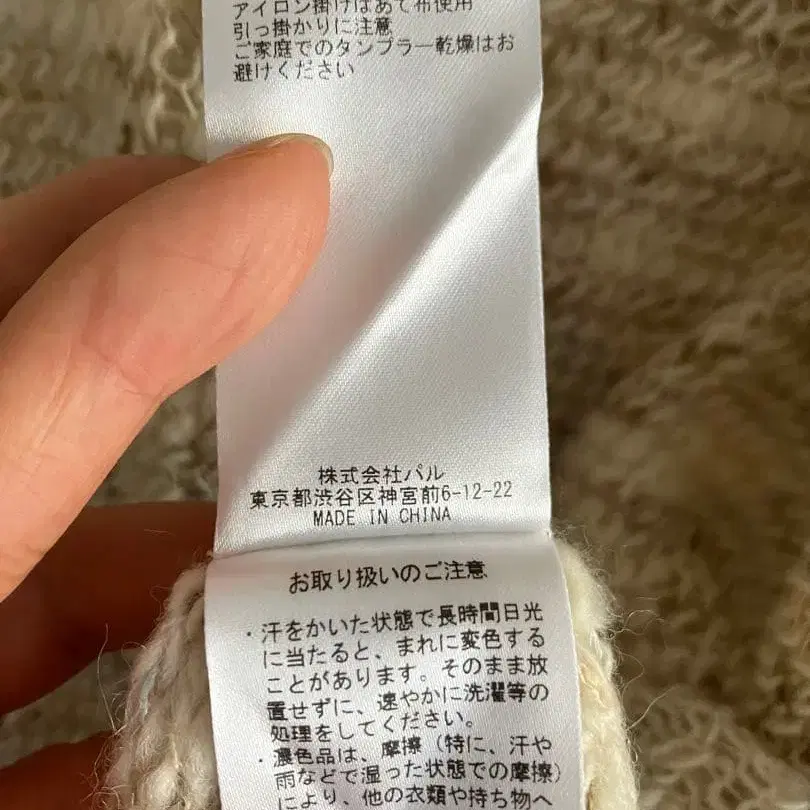 アイロン掛けはあて布使用
引っ掛かりに注意
ご家庭でのタンブラー乾燥はお
避けください
株式会社パル
東京都渋谷区神宮前6-12-22
MADE IN CHINA
お取り扱いのご注意
・汗をかいた状態で長時間日光
に当たると、まれに変色する
ことがあります。そのまま放
置せずに、速やかに洗濯等の
処理をしてください。
・濃色品は、摩擦（特に、汗や
雨などで湿った状態での摩擦）
により、他の衣類や持ち物へ